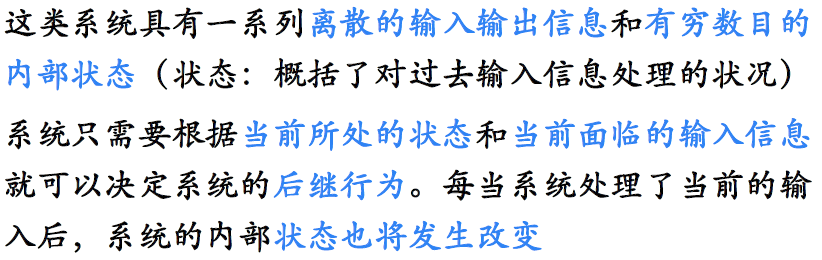 这类系统具有一系列离散的输入输出信息和有穷数目的
内部状态（状态：概括了对过去输入信息处理的状况）
系统只需要根据当前所处的状态和当前面临的输入信息
就可以决定系统的后继行为。每当系统处理了当前的输
入后，系统的内部状态也将发生改变